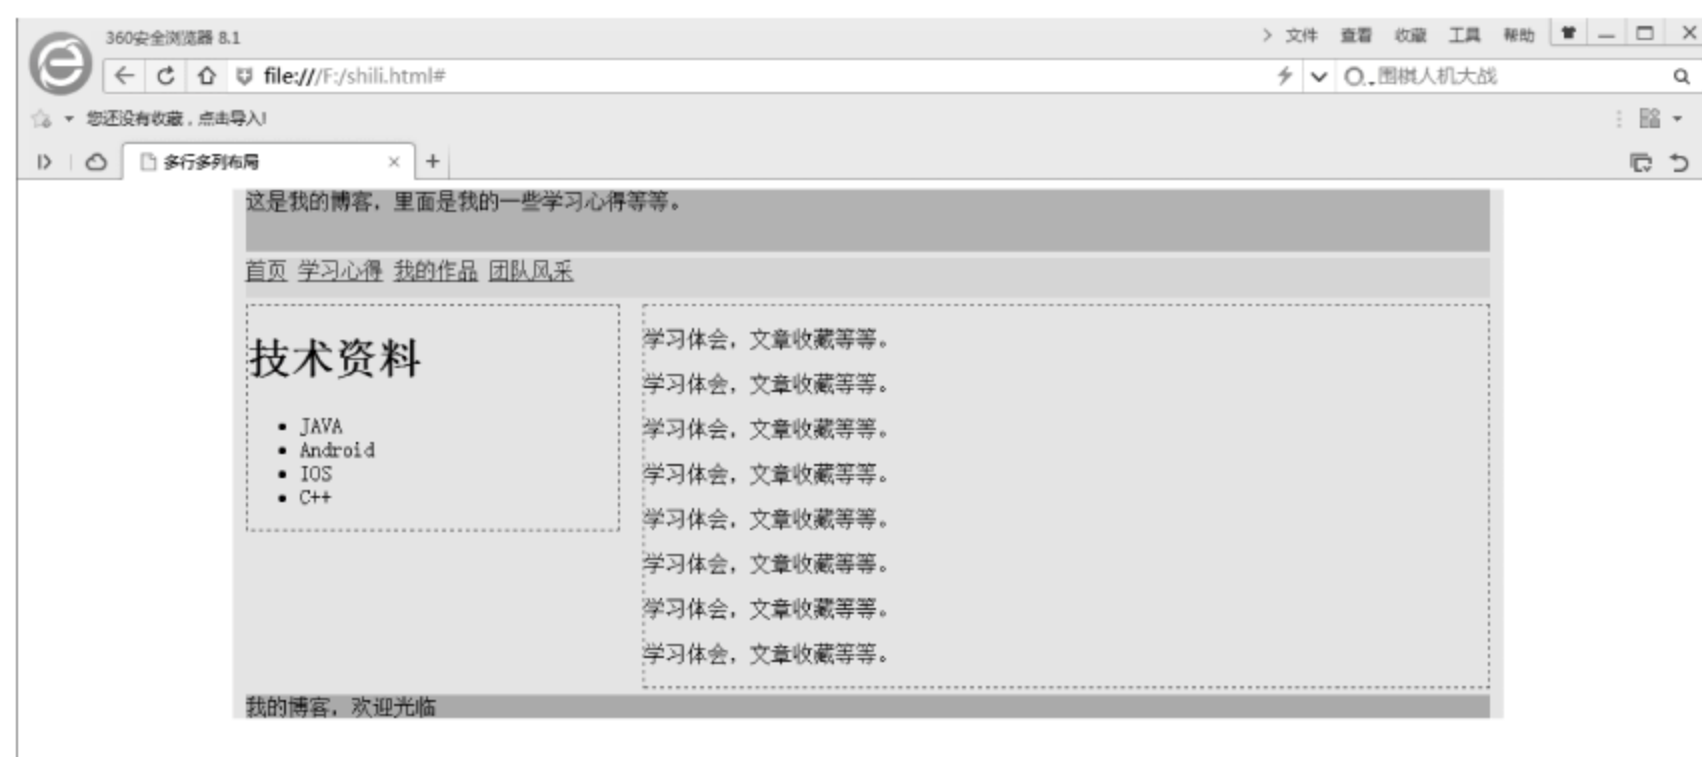 360安全浏览器 8.1
文件 查看 收藏 工具 帮助
file:///F:/shili.html#
围棋人机大战
您还没有收藏，点击导入!
多行多列布局
这是我的博客，里面是我的一些学习心得等等。
首页 学习心得 我的作品 团队风采
技术资料
• JAVA
• Android
• IOS
• C++
学习体会，文章收藏等等。
学习体会，文章收藏等等。
学习体会，文章收藏等等。
学习体会，文章收藏等等。
学习体会，文章收藏等等。
学习体会，文章收藏等等。
学习体会，文章收藏等等。
学习体会，文章收藏等等。
我的博客，欢迎光临